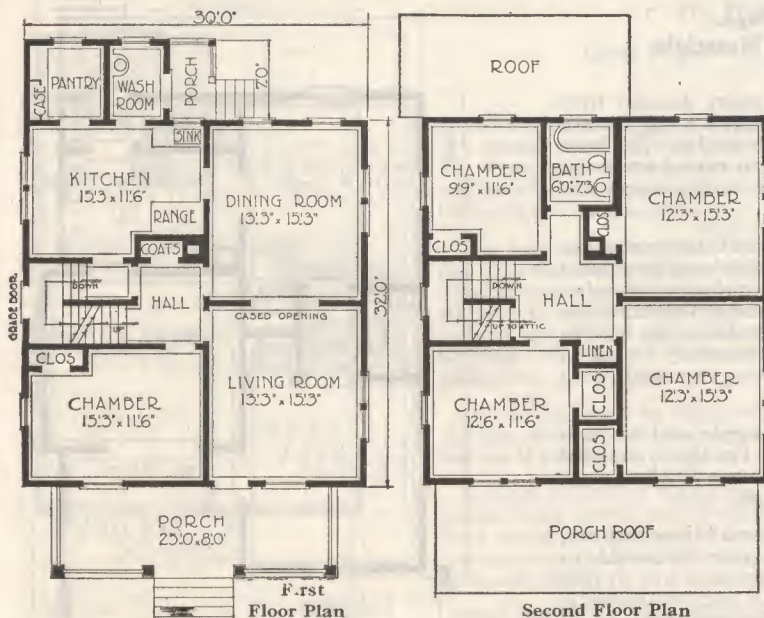 30'0"
CASE
PANTRY
WASH
ROOM
PORCH
7'0"
SINK
KITCHEN
15'3 x 11'6"
RANGE
DINING ROOM
13'3" x 15'3"
COATS
DOWN
HALL
UP
GRADE DOOR
CASED OPENING
32'0"
CLOS
CHAMBER
15'3" x 11'6"
LIVING ROOM
13'3" x 15'3"
PORCH
25'0" x 8'0"
F.rst
Floor Plan
ROOF
CHAMBER
9'9" x 11'6"
BATH
6'0" x 7'3"
CLOS
CHAMBER
12'3" x 15'3"
CLOS
DOWN
HALL
UP TO ATTIC
LINEN
CHAMBER
12'6" x 11'6"
CLOS
CLOS
CHAMBER
12'3" x 15'3"
PORCH ROOF
Second Floor Plan